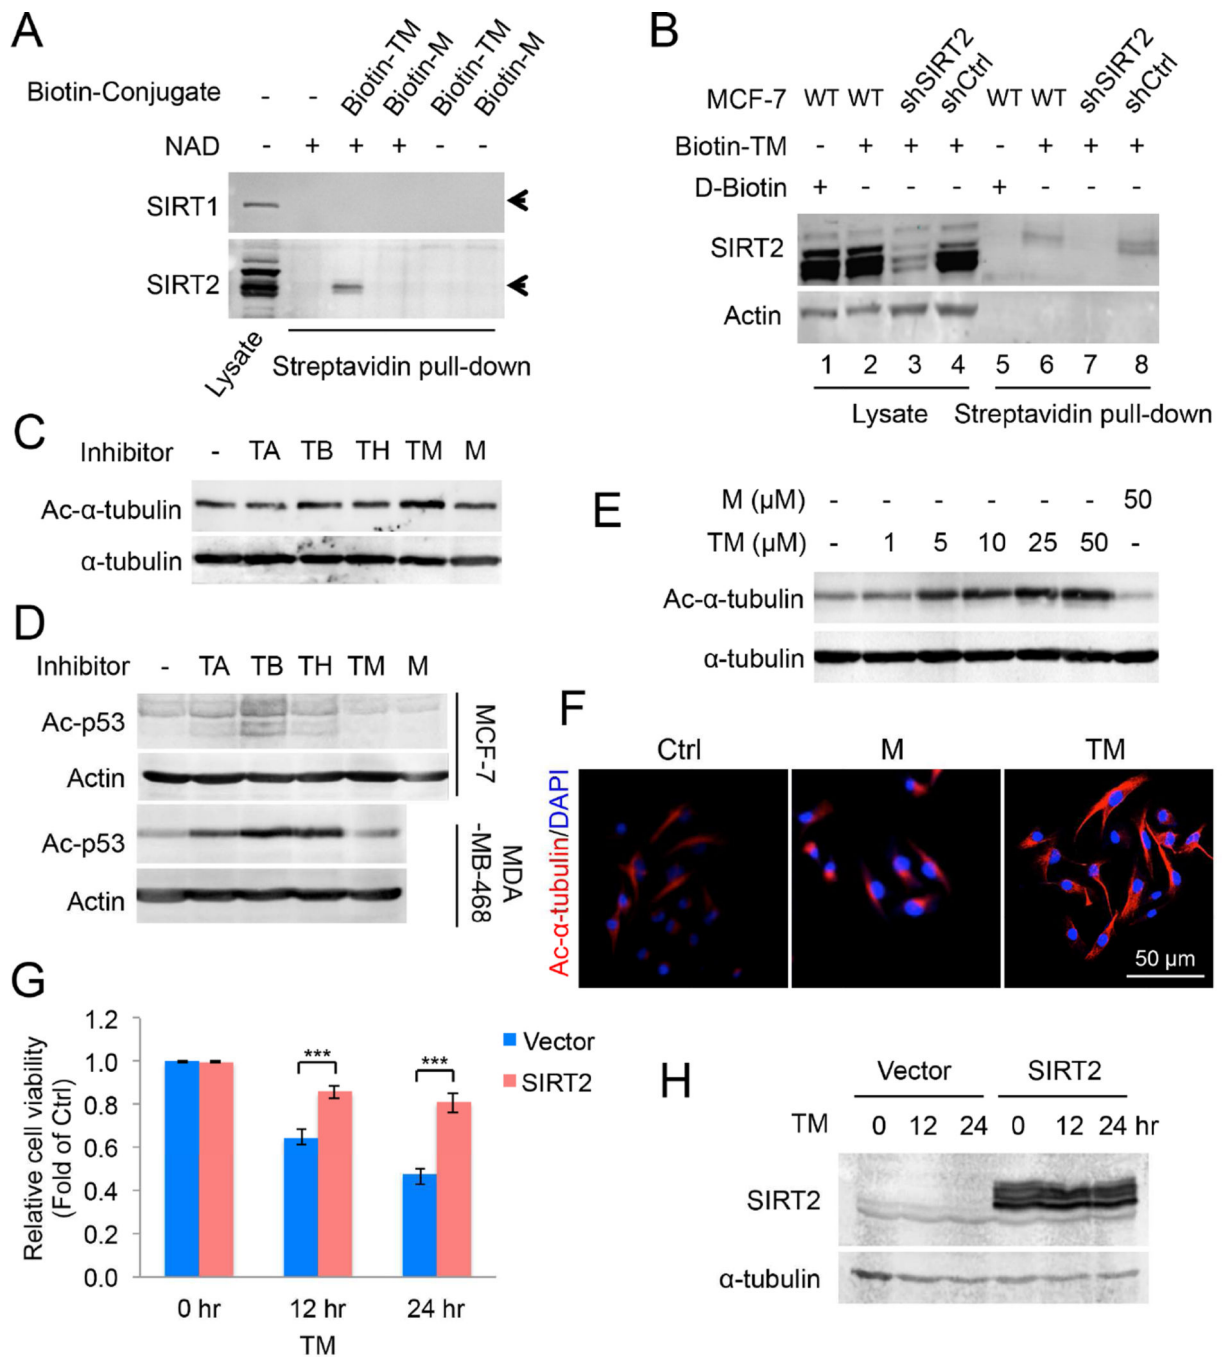 A
Biotin-Conjugate - - Biotin-TM Biotin-M Biotin-TM Biotin-M
NAD - + + + - -
SIRT1
SIRT2
Lysate
Streptavidin pull-down
B
MCF-7 WT WT shSIRT2 shCtrl WT WT shSIRT2 shCtrl
Biotin-TM - + + + - + + +
D-Biotin + - - - + - - -
SIRT2
Actin
1 2 3 4 5 6 7 8
Lysate Streptavidin pull-down
C
Inhibitor - TA TB TH TM M
Ac-α-tubulin
α-tubulin
D
Inhibitor - TA TB TH TM M
Ac-p53
Actin
MCF-7
Ac-p53
Actin
MDA
-MB-468
E
M (μM) - - - - - - 50
TM (μM) - 1 5 10 25 50 -
Ac-α-tubulin
α-tubulin
F
Ctrl M TM
Ac-α-tubulin/DAPI
50 μm
G
Relative cell viability
(Fold of Ctrl)
1.2
1.0
0.8
0.6
0.4
0.2
0.0
*** ***
Vector
SIRT2
0 hr 12 hr 24 hr
TM
H
Vector SIRT2
TM 0 12 24 0 12 24 hr
SIRT2
α-tubulin